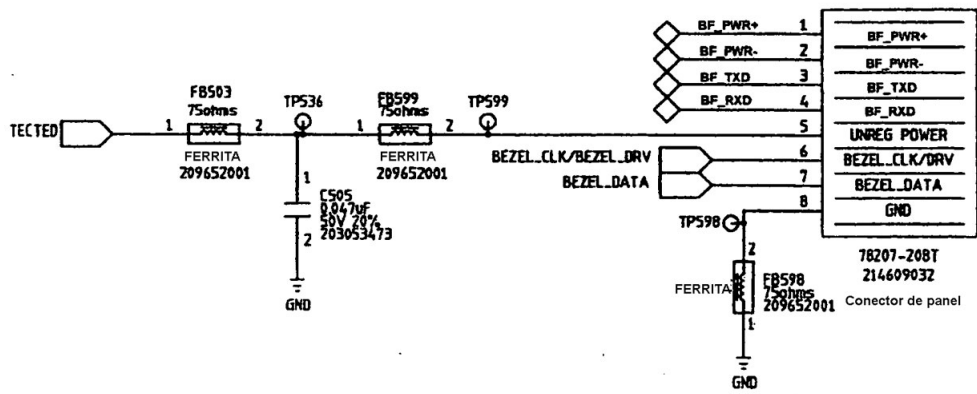 BF_PWR+ 1 BF_PWR+
BF_PWR- 2 BF_PWR-
BF_TXD 3 BF_TXD
BF_RXD 4 BF_RXD
5 UNREG POWER
BEZEL_CLK/BEZEL_DRV 6 BEZEL_CLK/DRV
BEZEL_DATA 7 BEZEL_DATA
8 GND
78207-20BT
214609032
Conector de panel
TECTED
FB503
75ohms
1 2
FERRITA
209652001
TP536
FB599
75ohms
1 2
FERRITA
209652001
TP599
1
C505
0.047uF
50V 20%
203053473
2
GND
TP598
2
FERRITA
FB598
75ohms
209652001
1
GND